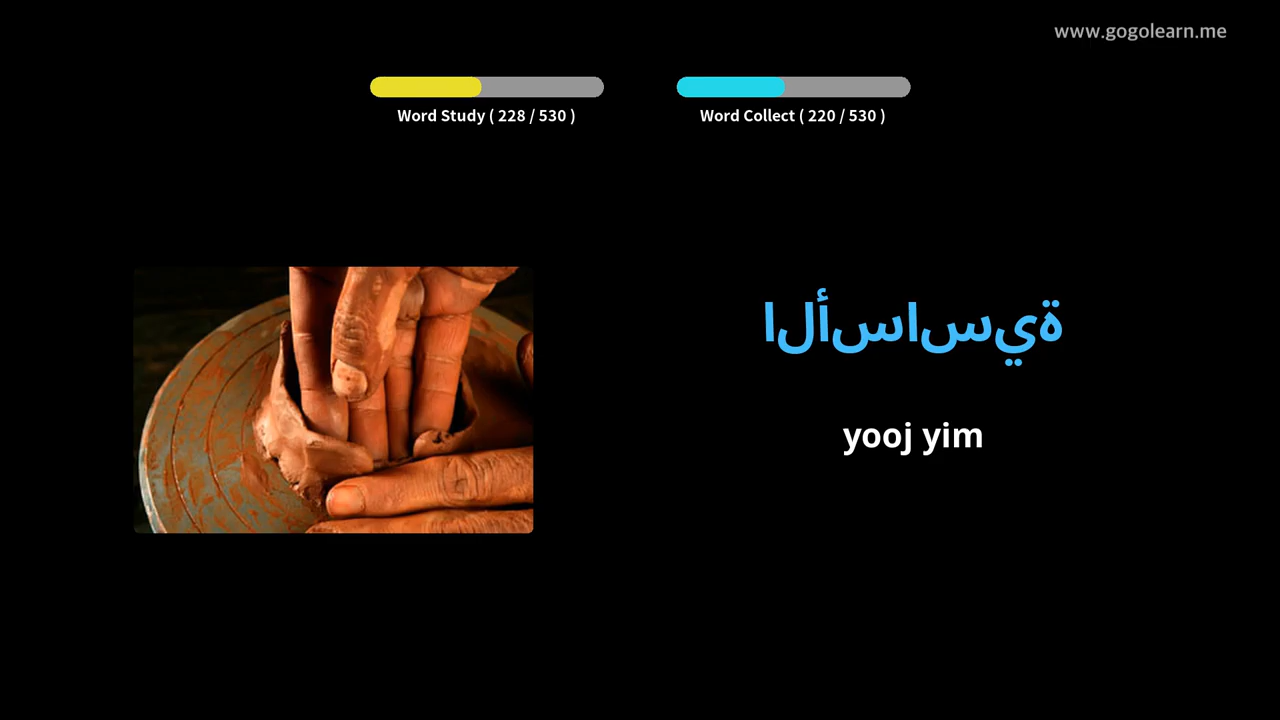 www.gogolearn.me
Word Study ( 228 / 530 )
Word Collect ( 220 / 530 )
الأساسية
yooj yim